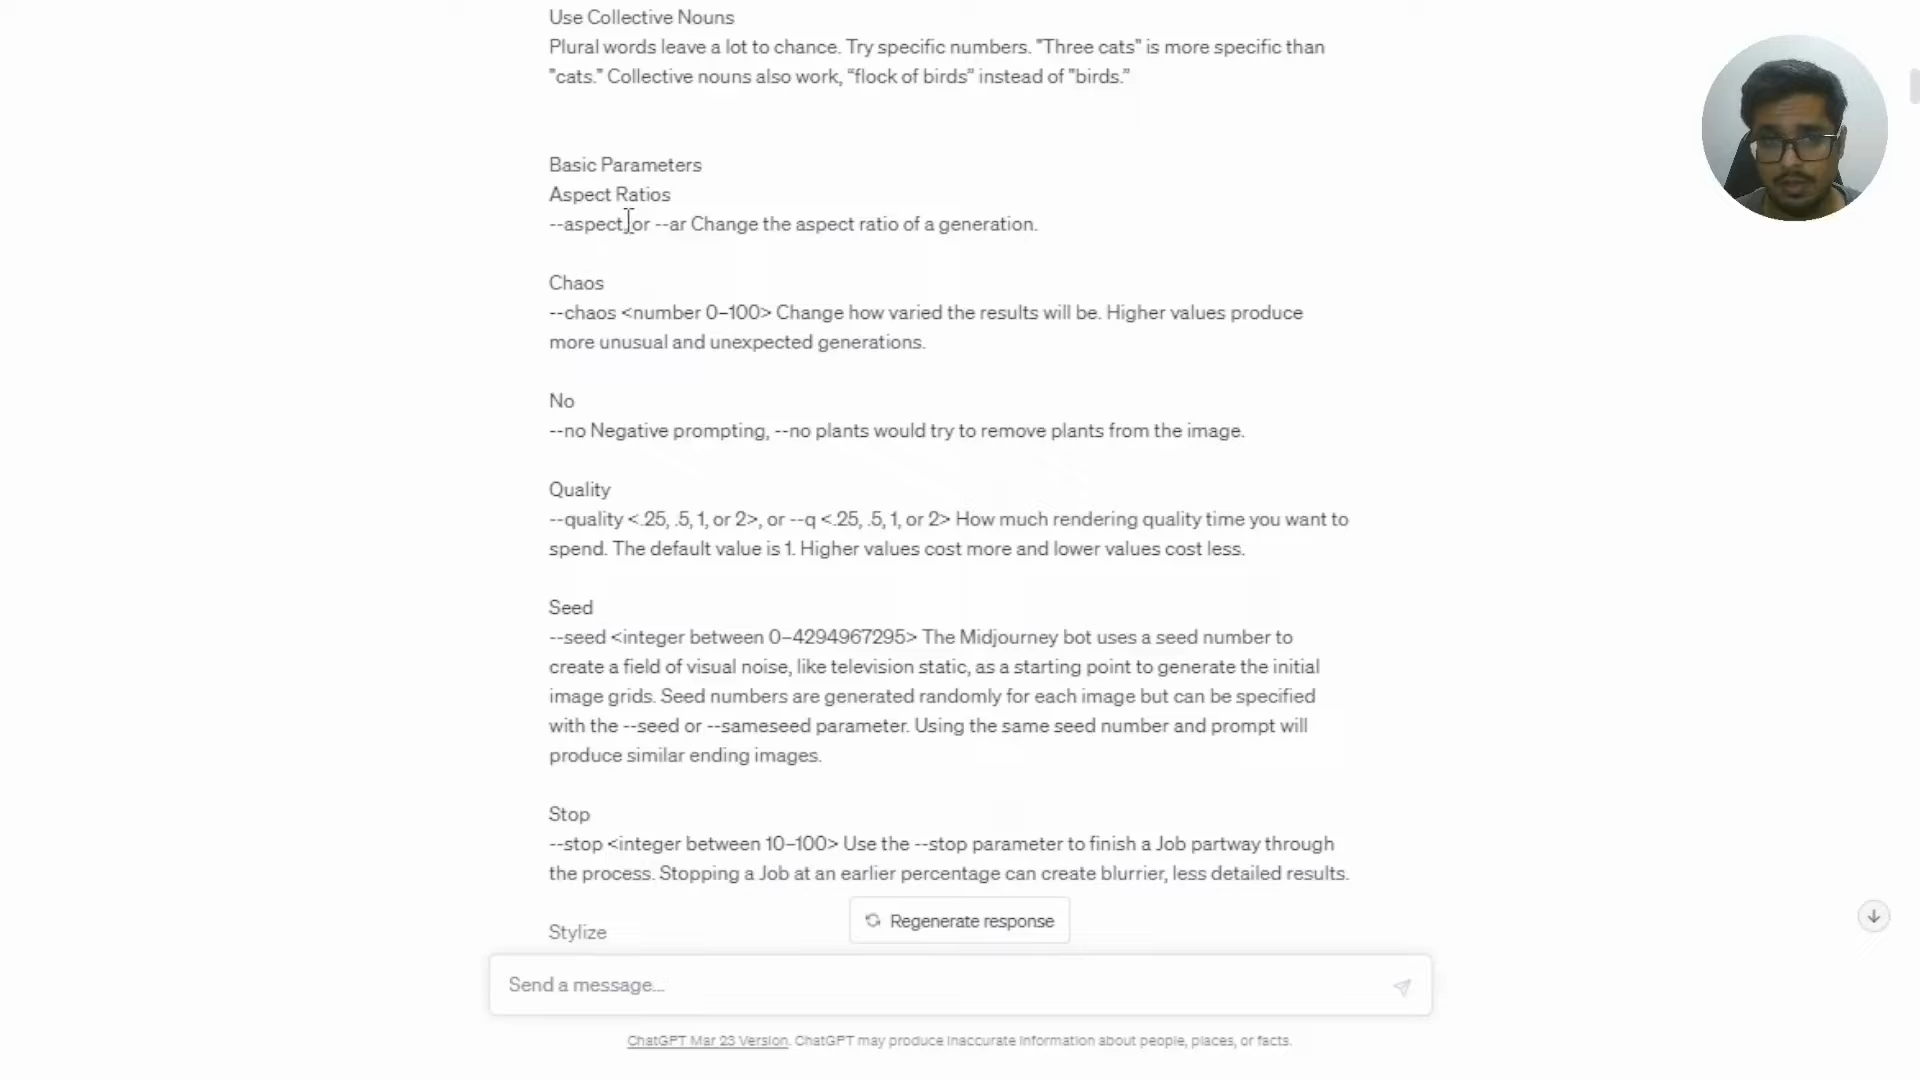 Use Collective Nouns
Plural words leave a lot to chance. Try specific numbers. "Three cats" is more specific than
"cats." Collective nouns also work, “flock of birds” instead of "birds.”
Basic Parameters
Aspect Ratios
--aspect, or --ar Change the aspect ratio of a generation.
Chaos
--chaos <number 0–100> Change how varied the results will be. Higher values produce
more unusual and unexpected generations.
No
--no Negative prompting, --no plants would try to remove plants from the image.
Quality
--quality <.25, .5, 1, or 2>, or --q <.25, .5, 1, or 2> How much rendering quality time you want to
spend. The default value is 1. Higher values cost more and lower values cost less.
Seed
--seed <integer between 0–4294967295> The Midjourney bot uses a seed number to
create a field of visual noise, like television static, as a starting point to generate the initial
image grids. Seed numbers are generated randomly for each image but can be specified
with the --seed or --sameseed parameter. Using the same seed number and prompt will
produce similar ending images.
Stop
--stop <integer between 10–100> Use the --stop parameter to finish a Job partway through
the process. Stopping a Job at an earlier percentage can create blurrier, less detailed results.
Stylize
Regenerate response
Send a message...
ChatGPT Mar 23 Version. ChatGPT may produce inaccurate information about people, places, or facts.